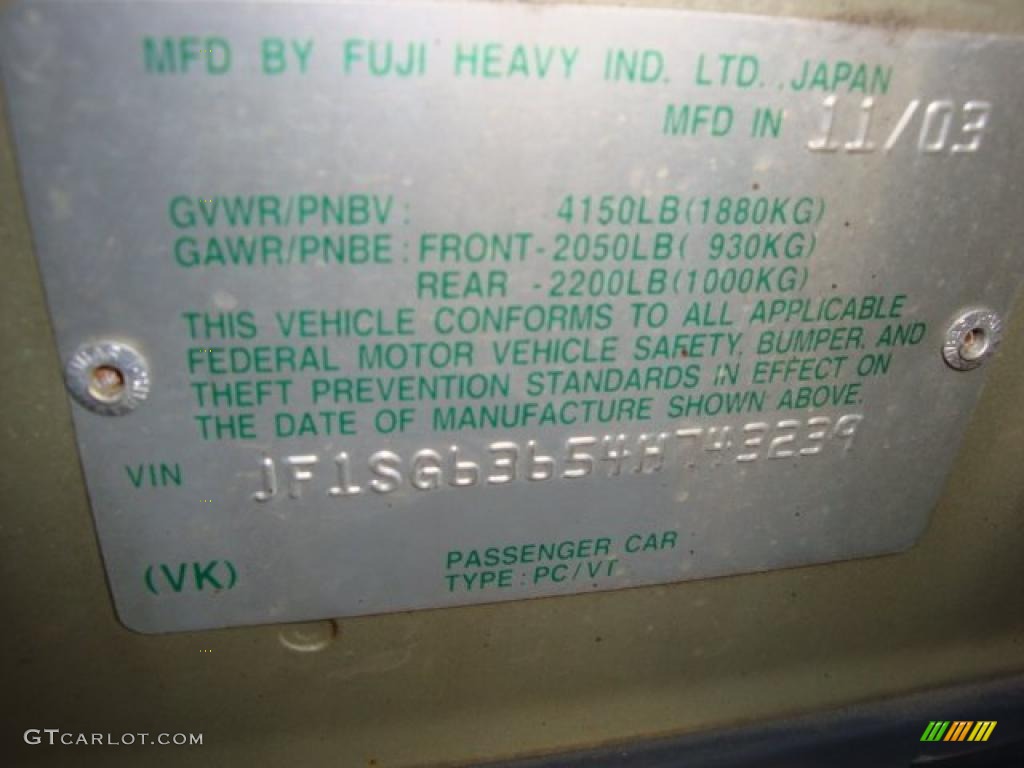 MFD BY FUJI HEAVY IND. LTD., JAPAN
MFD IN 11/03
GVWR/PNBV: 4150LB(1880KG)
GAWR/PNBE: FRONT-2050LB( 930KG)
REAR -2200LB(1000KG)
THIS VEHICLE CONFORMS TO ALL APPLICABLE
FEDERAL MOTOR VEHICLE SAFETY, BUMPER, AND
THEFT PREVENTION STANDARDS IN EFFECT ON
THE DATE OF MANUFACTURE SHOWN ABOVE.
VIN JF1SG63654H743239
(VK)
PASSENGER CAR
TYPE: PC/VT
GTCARLOT.COM